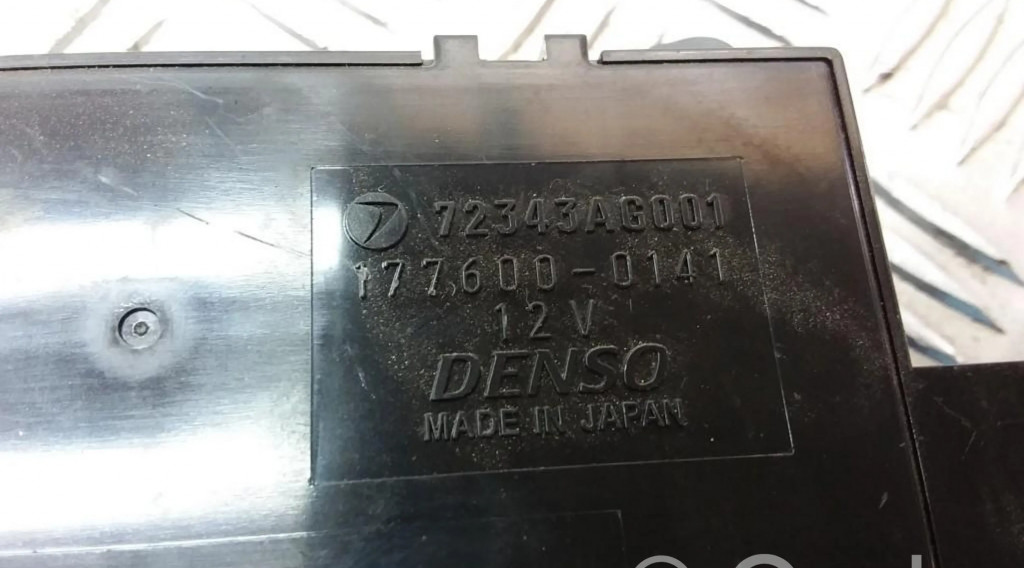 72343AG001
177600-0141
12V
DENSO
MADE IN JAPAN